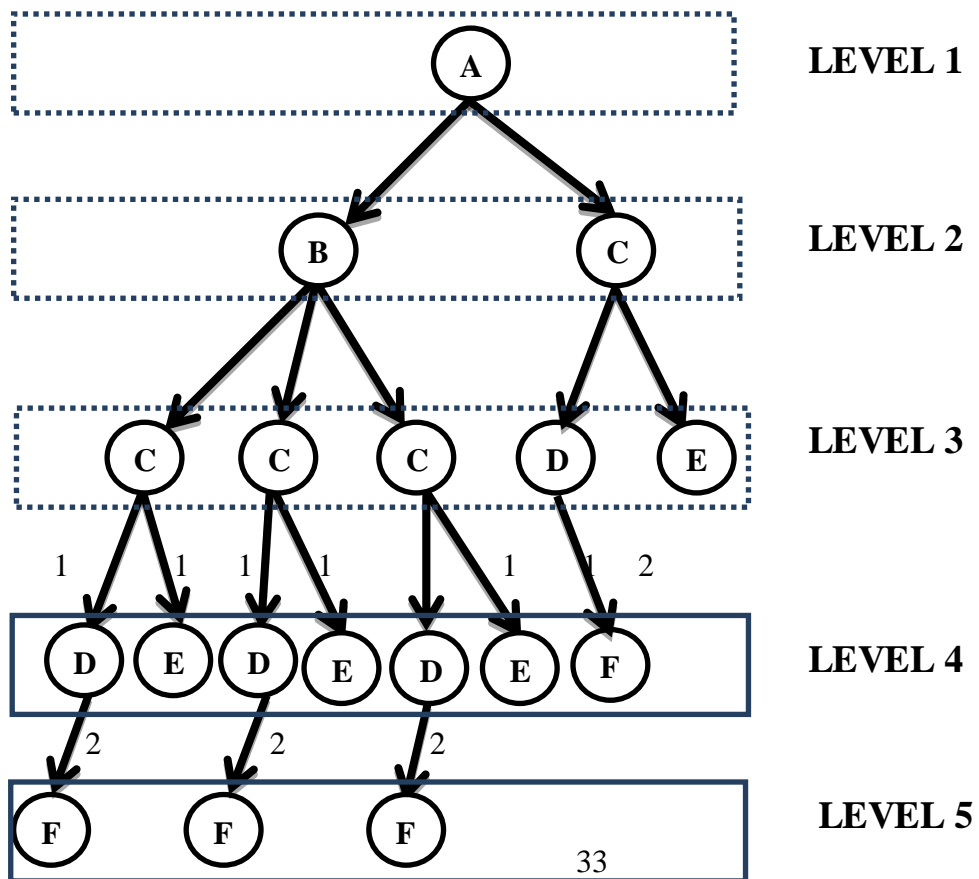 A LEVEL 1
B C LEVEL 2
C C C D E LEVEL 3
1 1 1 1 1 1 2
D E D E D E F LEVEL 4
2 2 2
F F F LEVEL 5
33